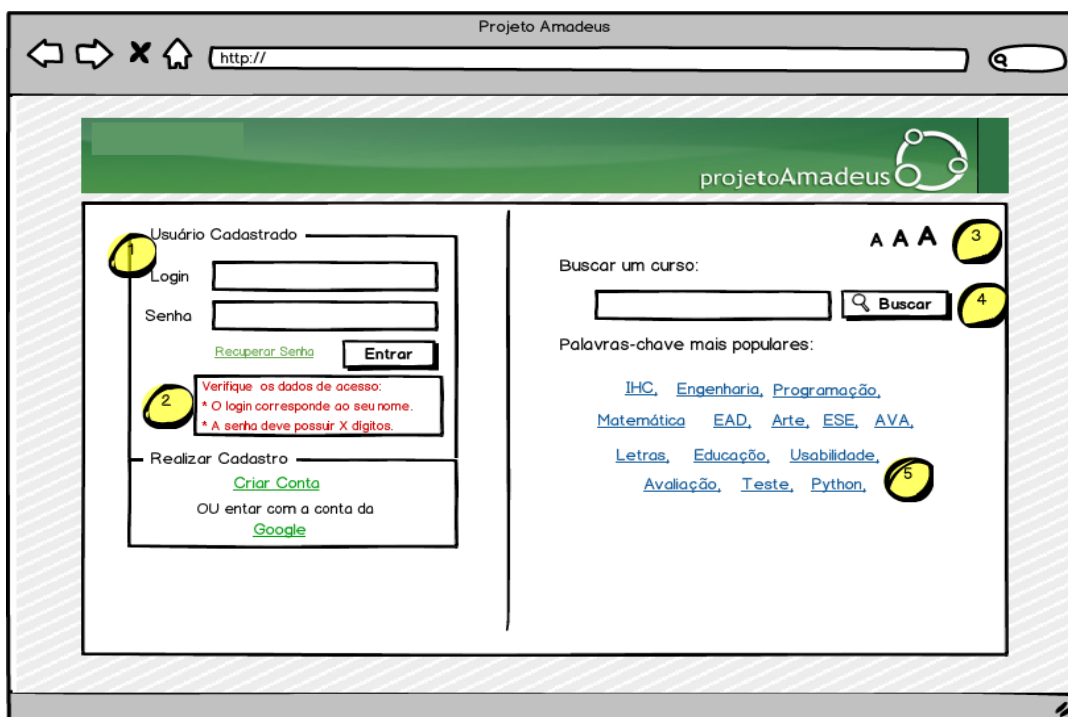 Projeto Amadeus
http://
projetoAmadeus
1
Usuário Cadastrado
Login
Senha
Recuperar Senha
Entrar
2
Verifique os dados de acesso:
* O login corresponde ao seu nome.
* A senha deve possuir X dígitos.
Realizar Cadastro
Criar Conta
OU entar com a conta da
Google
A A A
3
Buscar um curso:
Buscar
4
Palavras-chave mais populares:
IHC, Engenharia, Programação,
Matemática EAD, Arte, ESE, AVA,
Letras, Educação, Usabilidade,
Avaliação, Teste, Python,
5